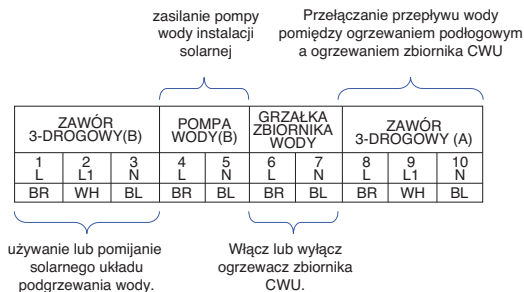 zasilanie pompy
wody instalacji
solarnej
Przełączanie przepływu wody
pomiędzy ogrzewaniem podłogowym
a ogrzewaniem zbiornika CWU
ZAWÓR
3-DROGOWY(B)
POMPA
WODY(B)
GRZAŁKA
ZBIORNIKA
WODY
ZAWÓR
3-DROGOWY (A)
1 2 3 4 5 6 7 8 9 10
L L1 N L N L N L L1 N
BR WH BL BR BL BR BL BR WH BL
używanie lub pomijanie
solarnego układu
podgrzewania wody.
Włącz lub wyłącz
ogrzewacz zbiornika
CWU.